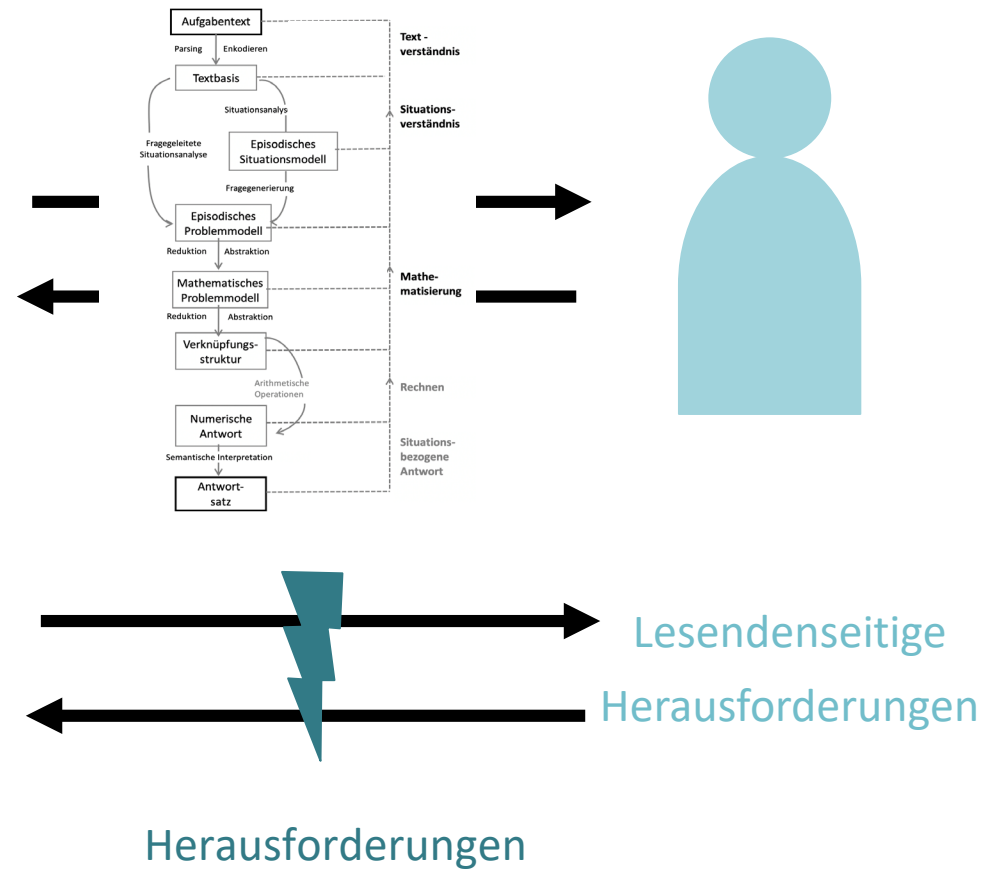 Aufgabentext
Text -
verständnis
Parsing Enkodieren
Textbasis
Situationsanalys
Situations-
verständnis
Fragegeleitete
Situationsanalyse
Episodisches
Situationsmodell
Fragegenerierung
Episodisches
Problemmodell
Reduktion Abstraktion
Mathe-
matisierung
Mathematisches
Problemmodell
Reduktion Abstraktion
Verknüpfungs-
struktur
Arithmetische
Operationen
Rechnen
Numerische
Antwort
Situations-
bezogene
Antwort
Semantische Interpretation
Antwort-
satz
Lesendenseitige
Herausforderungen
Herausforderungen